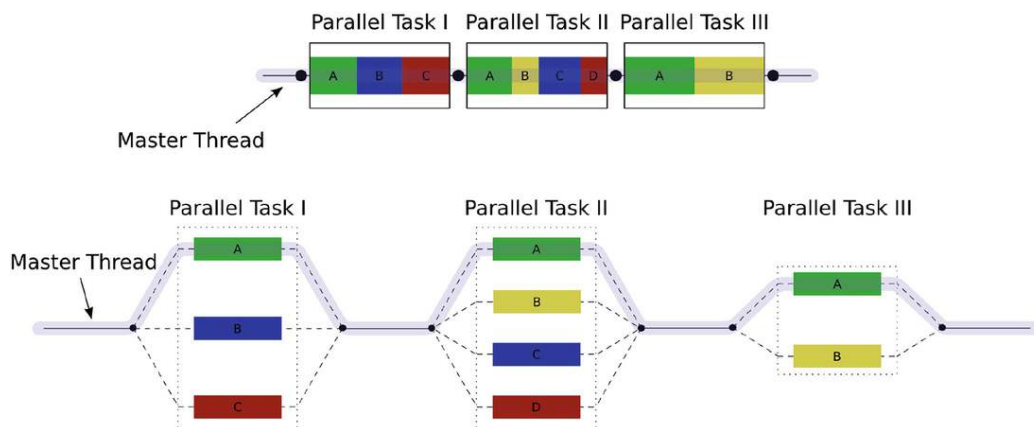 Parallel Task I Parallel Task II Parallel Task III
A B C A B C D A B
Master Thread
Parallel Task I Parallel Task II Parallel Task III
A A
Master Thread
A
B
B
C
B
C D